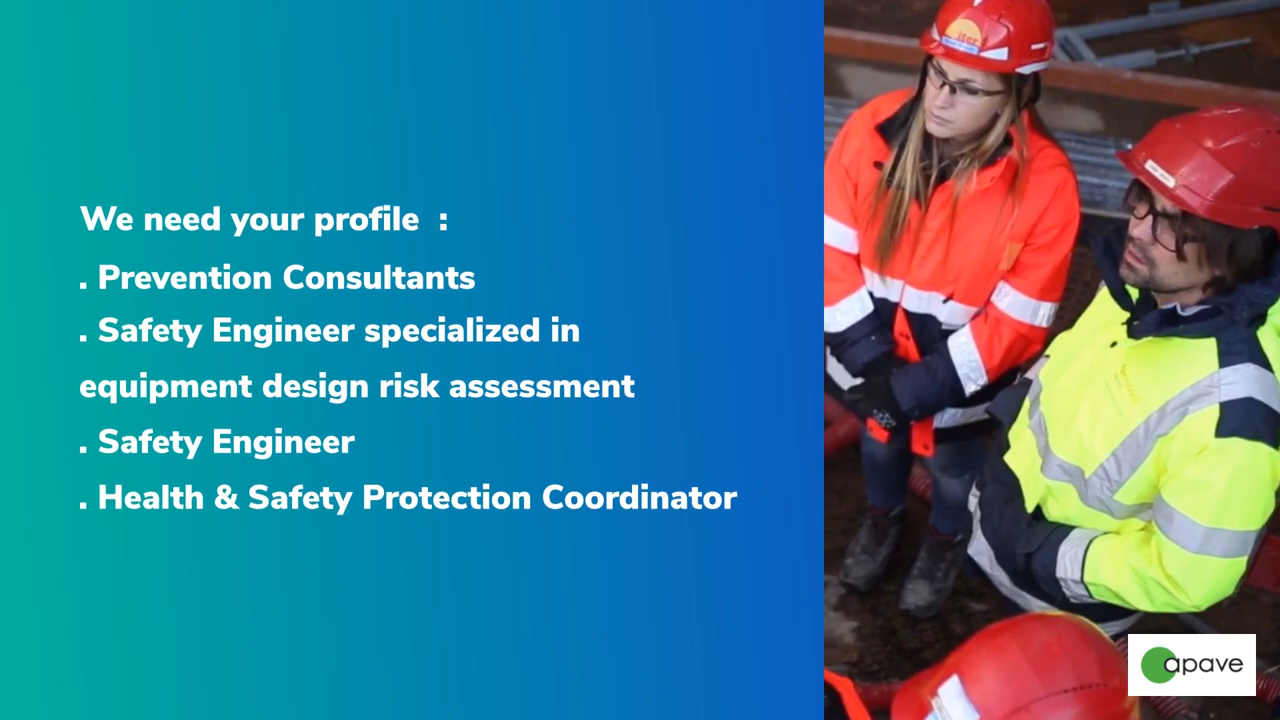 We need your profile  :
. Prevention Consultants
. Safety Engineer specialized in
equipment design risk assessment
. Safety Engineer
. Health & Safety Protection Coordinator
iter
apave